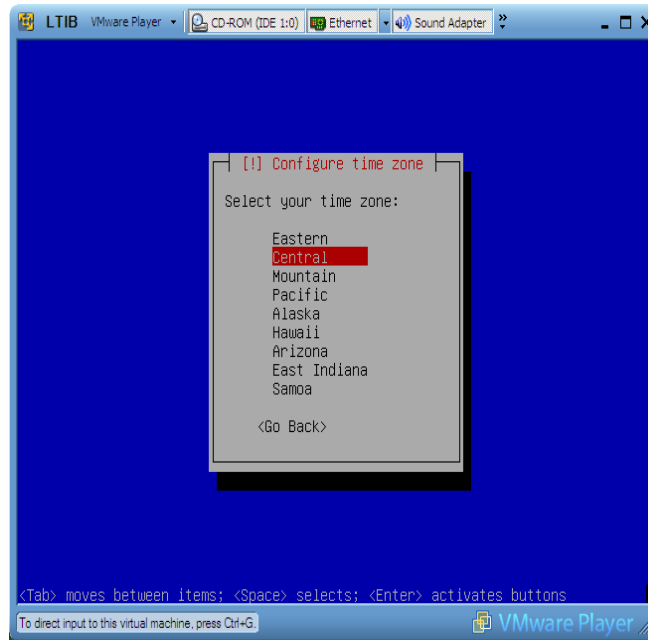 LTIB VMware Player CD-ROM (IDE 1:0) Ethernet Sound Adapter
[!] Configure time zone
Select your time zone:
Eastern
Central
Mountain
Pacific
Alaska
Hawaii
Arizona
East Indiana
Samoa
<Go Back>
<Tab> moves between items; <Space> selects; <Enter> activates buttons
To direct input to this virtual machine, press Ctrl+G.
VMware Player